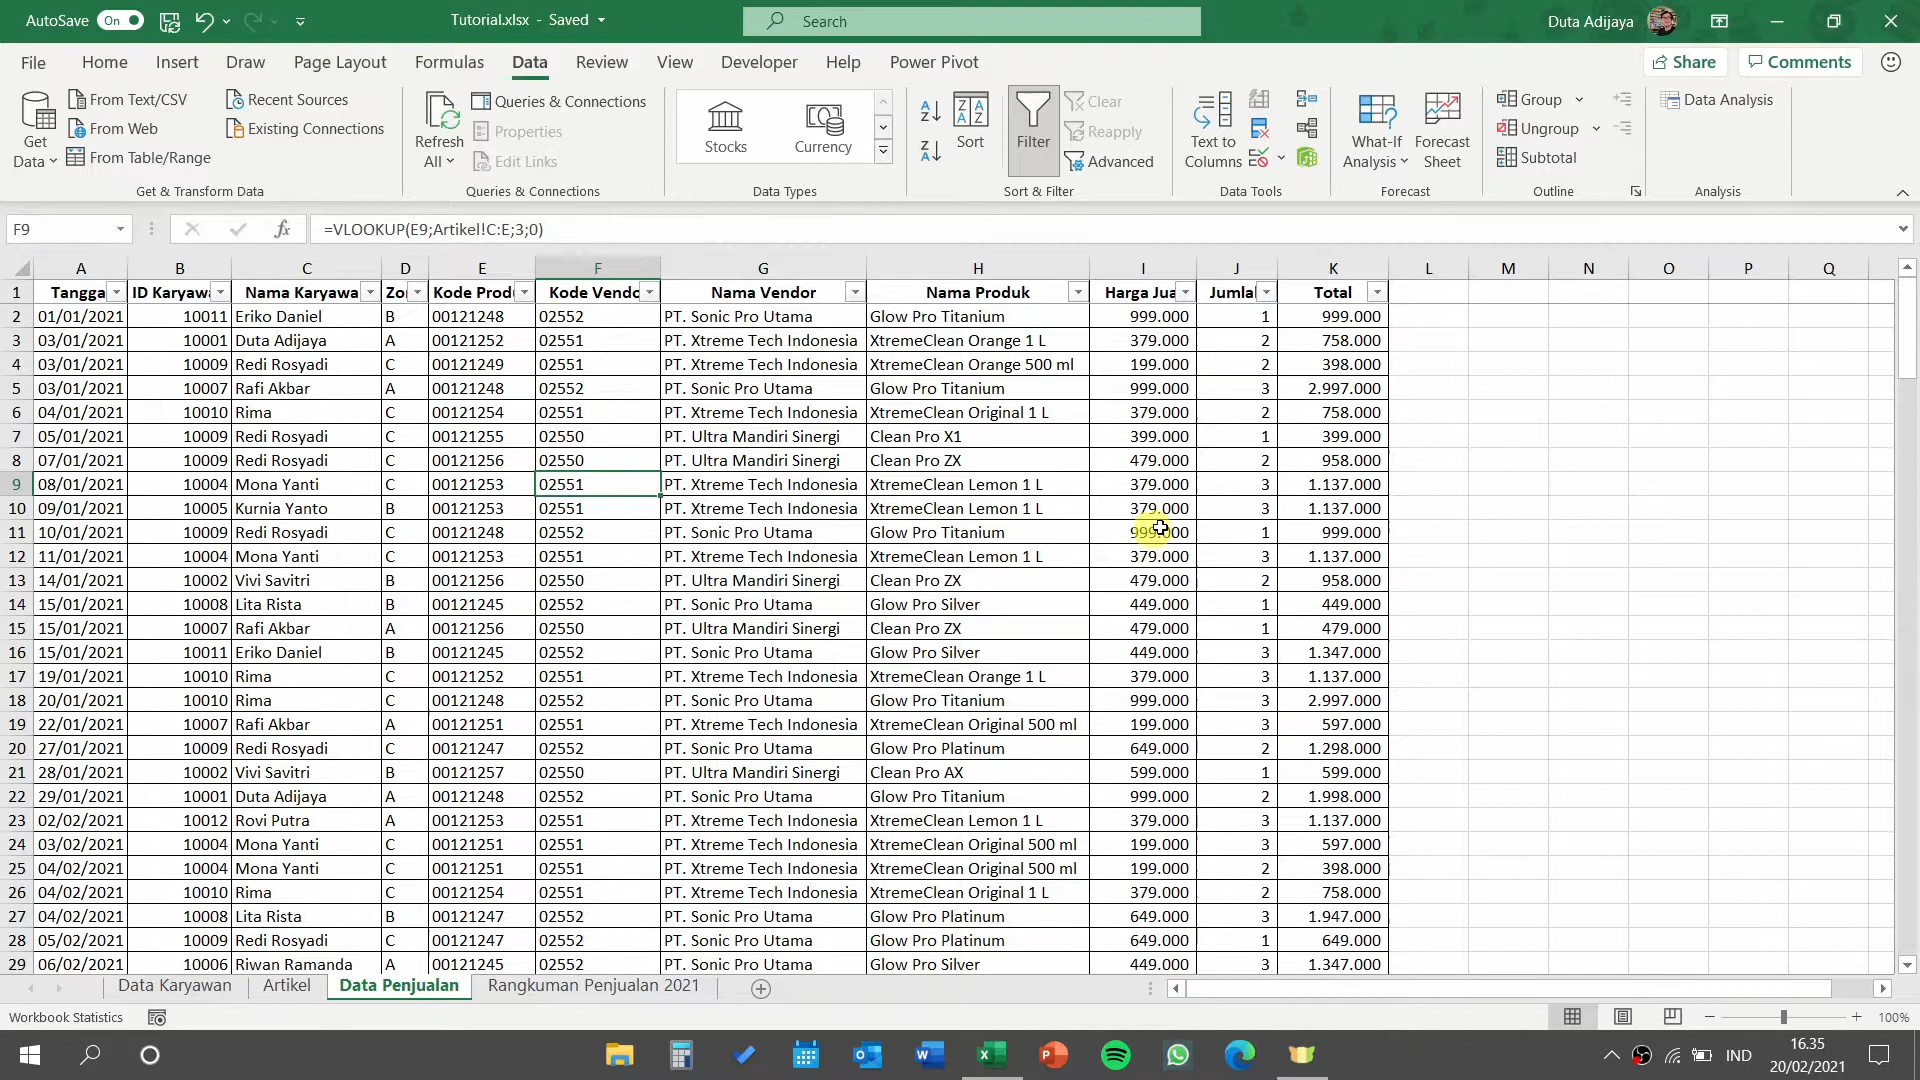 AutoSave On Tutorial.xlsx - Saved Search Duta Adijaya
File Home Insert Draw Page Layout Formulas Data Review View Developer Help Power Pivot Share Comments
Get Data
From Text/CSV
From Web
From Table/Range
Recent Sources
Existing Connections
Get & Transform Data
Refresh All
Queries & Connections
Properties
Edit Links
Queries & Connections
Stocks Currency
Data Types
Sort
Filter
Clear
Reapply
Advanced
Sort & Filter
Text to Columns
Data Tools
What-If Analysis
Forecast Sheet
Forecast
Group
Ungroup
Subtotal
Outline
Data Analysis
Analysis
F9 fx =VLOOKUP(E9;Artikel!C:E;3;0)
A B C D E F G H I J K L M N O P Q
1 Tangga ID Karyaw Nama Karyawa Zo Kode Prod Kode Vendo Nama Vendor Nama Produk Harga Jua Jumla Total
2 01/01/2021 10011 Eriko Daniel B 00121248 02552 PT. Sonic Pro Utama Glow Pro Titanium 999.000 1 999.000
3 03/01/2021 10001 Duta Adijaya A 00121252 02551 PT. Xtreme Tech Indonesia XtremeClean Orange 1 L 379.000 2 758.000
4 03/01/2021 10009 Redi Rosyadi C 00121249 02551 PT. Xtreme Tech Indonesia XtremeClean Orange 500 ml 199.000 2 398.000
5 03/01/2021 10007 Rafi Akbar A 00121248 02552 PT. Sonic Pro Utama Glow Pro Titanium 999.000 3 2.997.000
6 04/01/2021 10010 Rima C 00121254 02551 PT. Xtreme Tech Indonesia XtremeClean Original 1 L 379.000 2 758.000
7 05/01/2021 10009 Redi Rosyadi C 00121255 02550 PT. Ultra Mandiri Sinergi Clean Pro X1 399.000 1 399.000
8 07/01/2021 10009 Redi Rosyadi C 00121256 02550 PT. Ultra Mandiri Sinergi Clean Pro ZX 479.000 2 958.000
9 08/01/2021 10004 Mona Yanti C 00121253 02551 PT. Xtreme Tech Indonesia XtremeClean Lemon 1 L 379.000 3 1.137.000
10 09/01/2021 10005 Kurnia Yanto B 00121253 02551 PT. Xtreme Tech Indonesia XtremeClean Lemon 1 L 379.000 3 1.137.000
11 10/01/2021 10009 Redi Rosyadi C 00121248 02552 PT. Sonic Pro Utama Glow Pro Titanium 999.000 1 999.000
12 11/01/2021 10004 Mona Yanti C 00121253 02551 PT. Xtreme Tech Indonesia XtremeClean Lemon 1 L 379.000 3 1.137.000
13 14/01/2021 10002 Vivi Savitri B 00121256 02550 PT. Ultra Mandiri Sinergi Clean Pro ZX 479.000 2 958.000
14 15/01/2021 10008 Lita Rista B 00121245 02552 PT. Sonic Pro Utama Glow Pro Silver 449.000 1 449.000
15 15/01/2021 10007 Rafi Akbar A 00121256 02550 PT. Ultra Mandiri Sinergi Clean Pro ZX 479.000 1 479.000
16 15/01/2021 10011 Eriko Daniel B 00121245 02552 PT. Sonic Pro Utama Glow Pro Silver 449.000 3 1.347.000
17 19/01/2021 10010 Rima C 00121252 02551 PT. Xtreme Tech Indonesia XtremeClean Orange 1 L 379.000 3 1.137.000
18 20/01/2021 10010 Rima C 00121248 02552 PT. Sonic Pro Utama Glow Pro Titanium 999.000 3 2.997.000
19 22/01/2021 10007 Rafi Akbar A 00121251 02551 PT. Xtreme Tech Indonesia XtremeClean Original 500 ml 199.000 3 597.000
20 27/01/2021 10009 Redi Rosyadi C 00121247 02552 PT. Sonic Pro Utama Glow Pro Platinum 649.000 2 1.298.000
21 28/01/2021 10002 Vivi Savitri B 00121257 02550 PT. Ultra Mandiri Sinergi Clean Pro AX 599.000 1 599.000
22 29/01/2021 10001 Duta Adijaya A 00121248 02552 PT. Sonic Pro Utama Glow Pro Titanium 999.000 2 1.998.000
23 02/02/2021 10012 Rovi Putra A 00121253 02551 PT. Xtreme Tech Indonesia XtremeClean Lemon 1 L 379.000 3 1.137.000
24 03/02/2021 10004 Mona Yanti C 00121251 02551 PT. Xtreme Tech Indonesia XtremeClean Original 500 ml 199.000 3 597.000
25 04/02/2021 10004 Mona Yanti C 00121251 02551 PT. Xtreme Tech Indonesia XtremeClean Original 500 ml 199.000 2 398.000
26 04/02/2021 10010 Rima C 00121254 02551 PT. Xtreme Tech Indonesia XtremeClean Original 1 L 379.000 2 758.000
27 04/02/2021 10008 Lita Rista B 00121247 02552 PT. Sonic Pro Utama Glow Pro Platinum 649.000 3 1.947.000
28 05/02/2021 10009 Redi Rosyadi C 00121247 02552 PT. Sonic Pro Utama Glow Pro Platinum 649.000 1 649.000
29 06/02/2021 10006 Riwan Ramanda A 00121245 02552 PT. Sonic Pro Utama Glow Pro Silver 449.000 3 1.347.000
Data Karyawan Artikel Data Penjualan Rangkuman Penjualan 2021
Workbook Statistics 100%
IND 16.35
20/02/2021